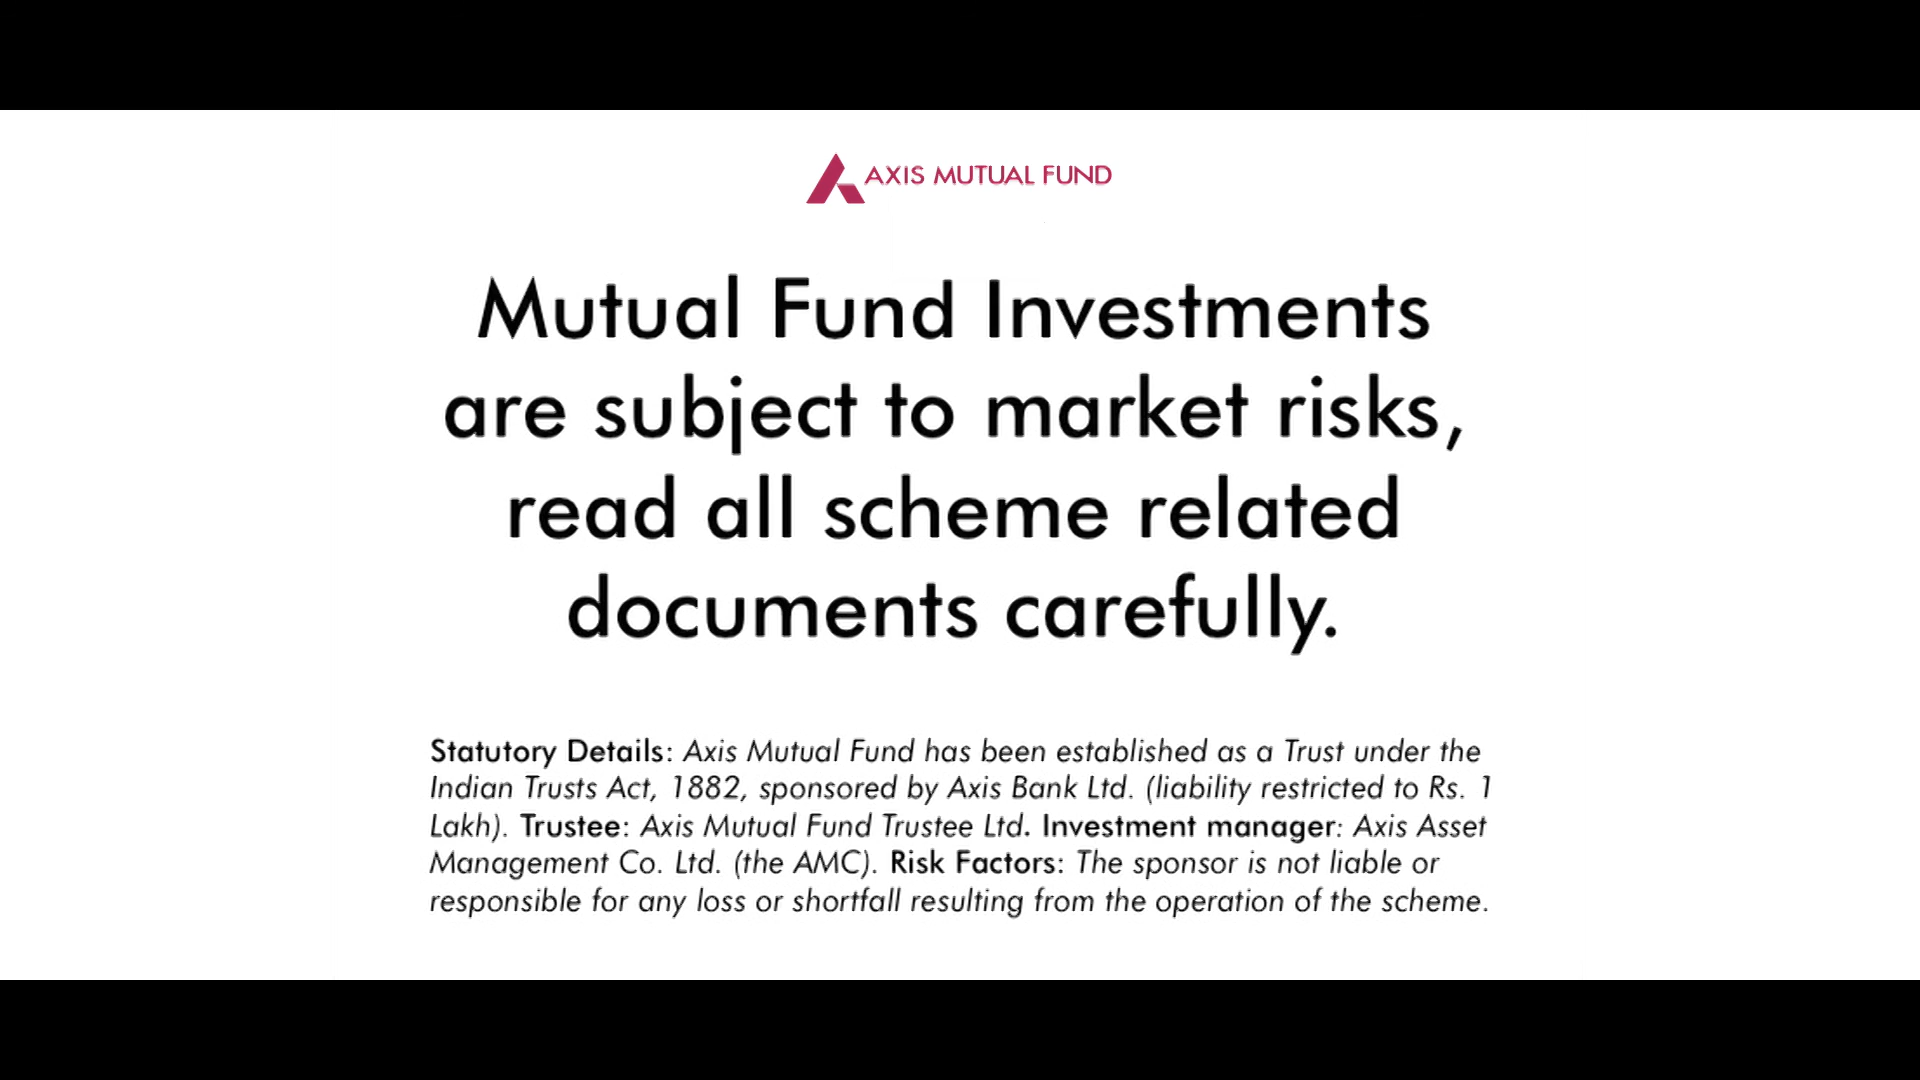 AXIS MUTUAL FUND
Mutual Fund Investments
are subject to market risks,
read all scheme related
documents carefully.
Statutory Details: Axis Mutual Fund has been established as a Trust under the
Indian Trusts Act, 1882, sponsored by Axis Bank Ltd. (liability restricted to Rs. 1
Lakh). Trustee: Axis Mutual Fund Trustee Ltd. Investment manager: Axis Asset
Management Co. Ltd. (the AMC). Risk Factors: The sponsor is not liable or
responsible for any loss or shortfall resulting from the operation of the scheme.